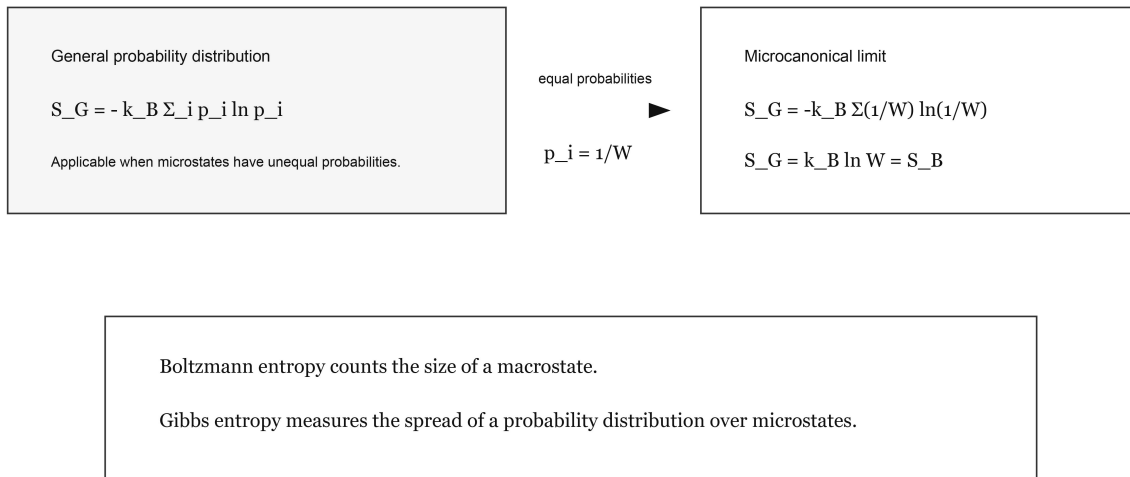 General probability distribution
S_G = - k_B Σ_i p_i ln p_i
Applicable when microstates have unequal probabilities.
equal probabilities
p_i = 1/W
Microcanonical limit
S_G = -k_B Σ(1/W) ln(1/W)
S_G = k_B ln W = S_B
Boltzmann entropy counts the size of a macrostate.
Gibbs entropy measures the spread of a probability distribution over microstates.